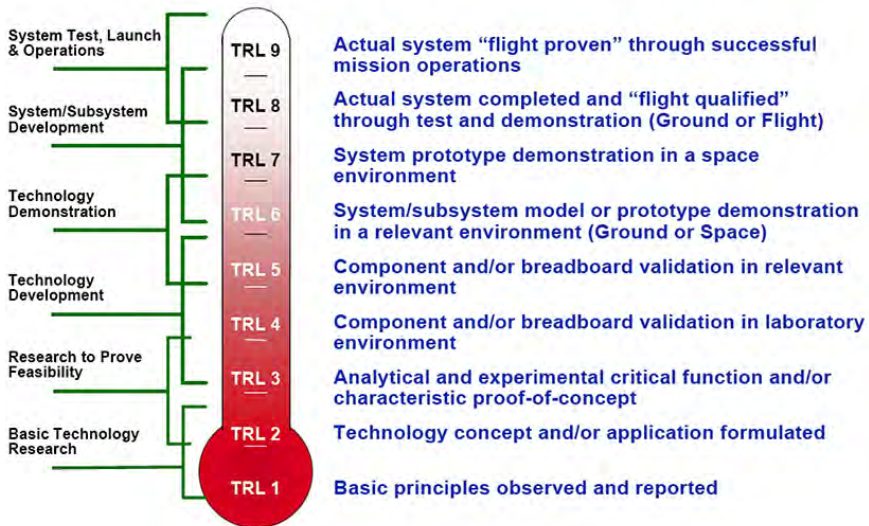 System Test, Launch
& Operations
System/Subsystem
Development
Technology
Demonstration
Technology
Development
Research to Prove
Feasibility
Basic Technology
Research
TRL 9
TRL 8
TRL 7
TRL 6
TRL 5
TRL 4
TRL 3
TRL 2
TRL 1
Actual system “flight proven” through successful
mission operations
Actual system completed and “flight qualified”
through test and demonstration (Ground or Flight)
System prototype demonstration in a space
environment
System/subsystem model or prototype demonstration
in a relevant environment (Ground or Space)
Component and/or breadboard validation in relevant
environment
Component and/or breadboard validation in laboratory
environment
Analytical and experimental critical function and/or
characteristic proof-of-concept
Technology concept and/or application formulated
Basic principles observed and reported